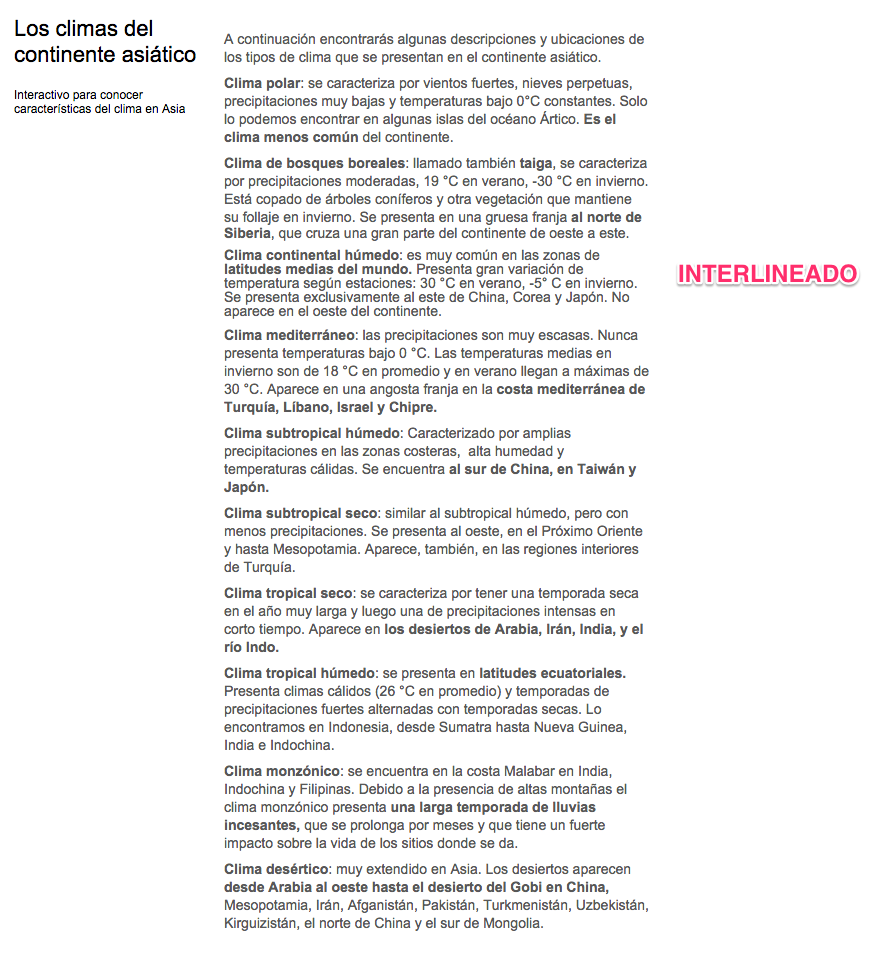 Los climas del
continente asiático
Interactivo para conocer
características del clima en Asia
A continuación encontrarás algunas descripciones y ubicaciones de
los tipos de clima que se presentan en el continente asiático.
Clima polar: se caracteriza por vientos fuertes, nieves perpetuas,
precipitaciones muy bajas y temperaturas bajo 0°C constantes. Solo
lo podemos encontrar en algunas islas del océano Ártico. Es el
clima menos común del continente.
Clima de bosques boreales: llamado también taiga, se caracteriza
por precipitaciones moderadas, 19 °C en verano, -30 °C en invierno.
Está copado de árboles coníferos y otra vegetación que mantiene
su follaje en invierno. Se presenta en una gruesa franja al norte de
Siberia, que cruza una gran parte del continente de oeste a este.
Clima continental húmedo: es muy común en las zonas de
latitudes medias del mundo. Presenta gran variación de
temperatura según estaciones: 30 °C en verano, -5° C en invierno.
Se presenta exclusivamente al este de China, Corea y Japón. No
aparece en el oeste del continente.
INTERLINEADO
Clima mediterráneo: las precipitaciones son muy escasas. Nunca
presenta temperaturas bajo 0 °C. Las temperaturas medias en
invierno son de 18 °C en promedio y en verano llegan a máximas de
30 °C. Aparece en una angosta franja en la costa mediterránea de
Turquía, Líbano, Israel y Chipre.
Clima subtropical húmedo: Caracterizado por amplias
precipitaciones en las zonas costeras,  alta humedad y
temperaturas cálidas. Se encuentra al sur de China, en Taiwán y
Japón.
Clima subtropical seco: similar al subtropical húmedo, pero con
menos precipitaciones. Se presenta al oeste, en el Próximo Oriente
y hasta Mesopotamia. Aparece, también, en las regiones interiores
de Turquía.
Clima tropical seco: se caracteriza por tener una temporada seca
en el año muy larga y luego una de precipitaciones intensas en
corto tiempo. Aparece en los desiertos de Arabia, Irán, India, y el
río Indo.
Clima tropical húmedo: se presenta en latitudes ecuatoriales.
Presenta climas cálidos (26 °C en promedio) y temporadas de
precipitaciones fuertes alternadas con temporadas secas. Lo
encontramos en Indonesia, desde Sumatra hasta Nueva Guinea,
India e Indochina.
Clima monzónico: se encuentra en la costa Malabar en India,
Indochina y Filipinas. Debido a la presencia de altas montañas el
clima monzónico presenta una larga temporada de lluvias
incesantes, que se prolonga por meses y que tiene un fuerte
impacto sobre la vida de los sitios donde se da.
Clima desértico: muy extendido en Asia. Los desiertos aparecen
desde Arabia al oeste hasta el desierto del Gobi en China,
Mesopotamia, Irán, Afganistán, Pakistán, Turkmenistán, Uzbekistán,
Kirguizistán, el norte de China y el sur de Mongolia.